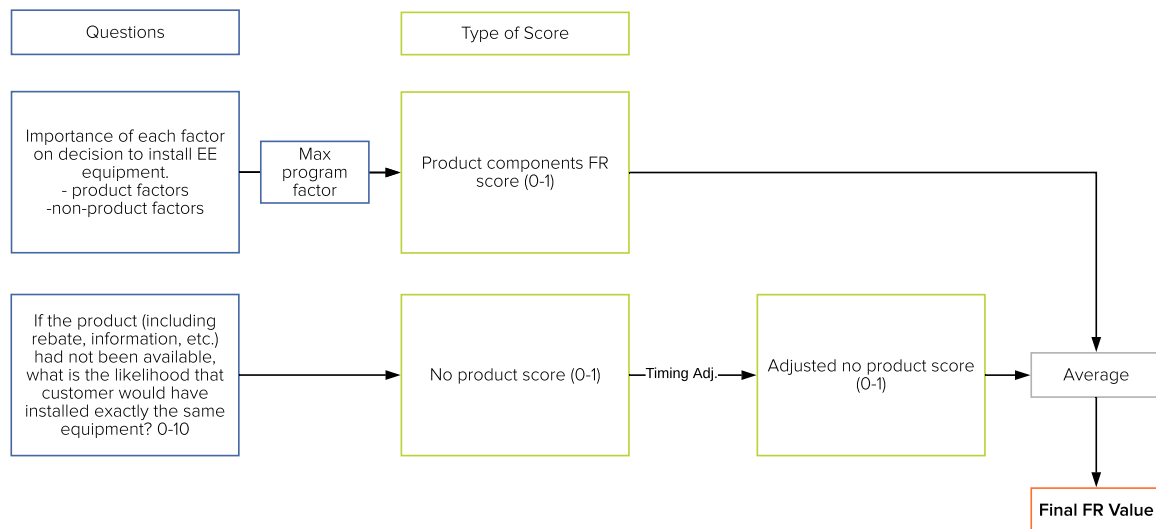 Questions
Type of Score
Importance of each factor
on decision to install EE
equipment.
- product factors
-non-product factors
Max
program
factor
Product components FR
score (0-1)
If the product (including
rebate, information, etc.)
had not been available,
what is the likelihood that
customer would have
installed exactly the same
equipment? 0-10
No product score (0-1)
Timing Adj.
Adjusted no product score
(0-1)
Average
Final FR Value